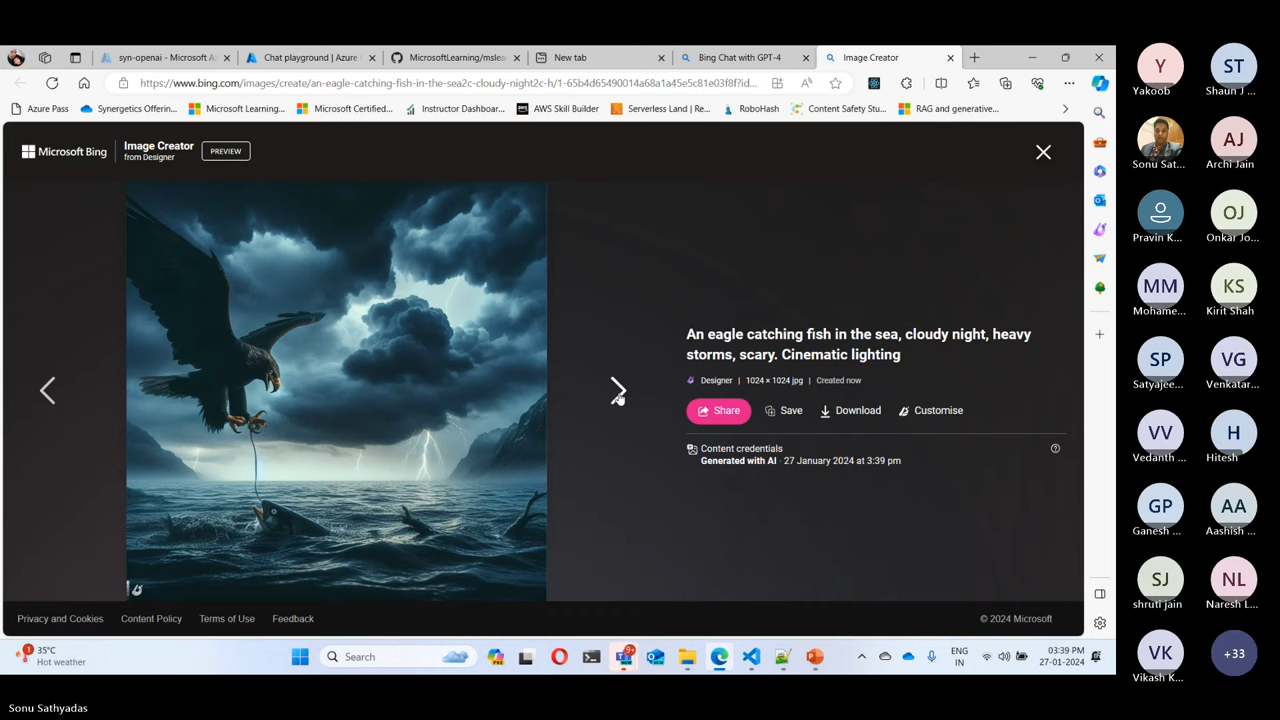 syn-openai - Microsoft Az
Chat playground | Azure
MicrosoftLearning/mslea
New tab
Bing Chat with GPT-4
Image Creator
https://www.bing.com/images/create/an-eagle-catching-fish-in-the-sea2c-cloudy-night2c-h/1-65b4d65490014a68a1a45e5c81e03f8f?id...
Azure Pass
Synergetics Offerin...
Microsoft Learning...
Microsoft Certified...
Instructor Dashboar...
AWS Skill Builder
Serverless Land | Re...
RoboHash
Content Safety Stu...
RAG and generative...
Microsoft Bing
Image Creator
from Designer
PREVIEW
An eagle catching fish in the sea, cloudy night, heavy
storms, scary. Cinematic lighting
Designer | 1024 × 1024 jpg | Created now
Share
Save
Download
Customise
Content credentials
Generated with AI · 27 January 2024 at 3:39 pm
Privacy and Cookies
Content Policy
Terms of Use
Feedback
© 2024 Microsoft
1
35°C
Hot weather
Search
PRE
9+
NEW
ENG
IN
03:39 PM
27-01-2024
Y
Yakoob
ST
Shaun J ...
Sonu Sat...
AJ
Archi Jain
Pravin K...
OJ
Onkar Jo...
MM
Mohame...
KS
Kirit Shah
SP
Satyajee...
VG
Venkatar...
VV
Vedanth ...
H
Hitesh
GP
Ganesh ...
AA
Aashish ...
SJ
shruti jain
NL
Naresh L...
VK
Vikash K...
+33
Sonu Sathyadas